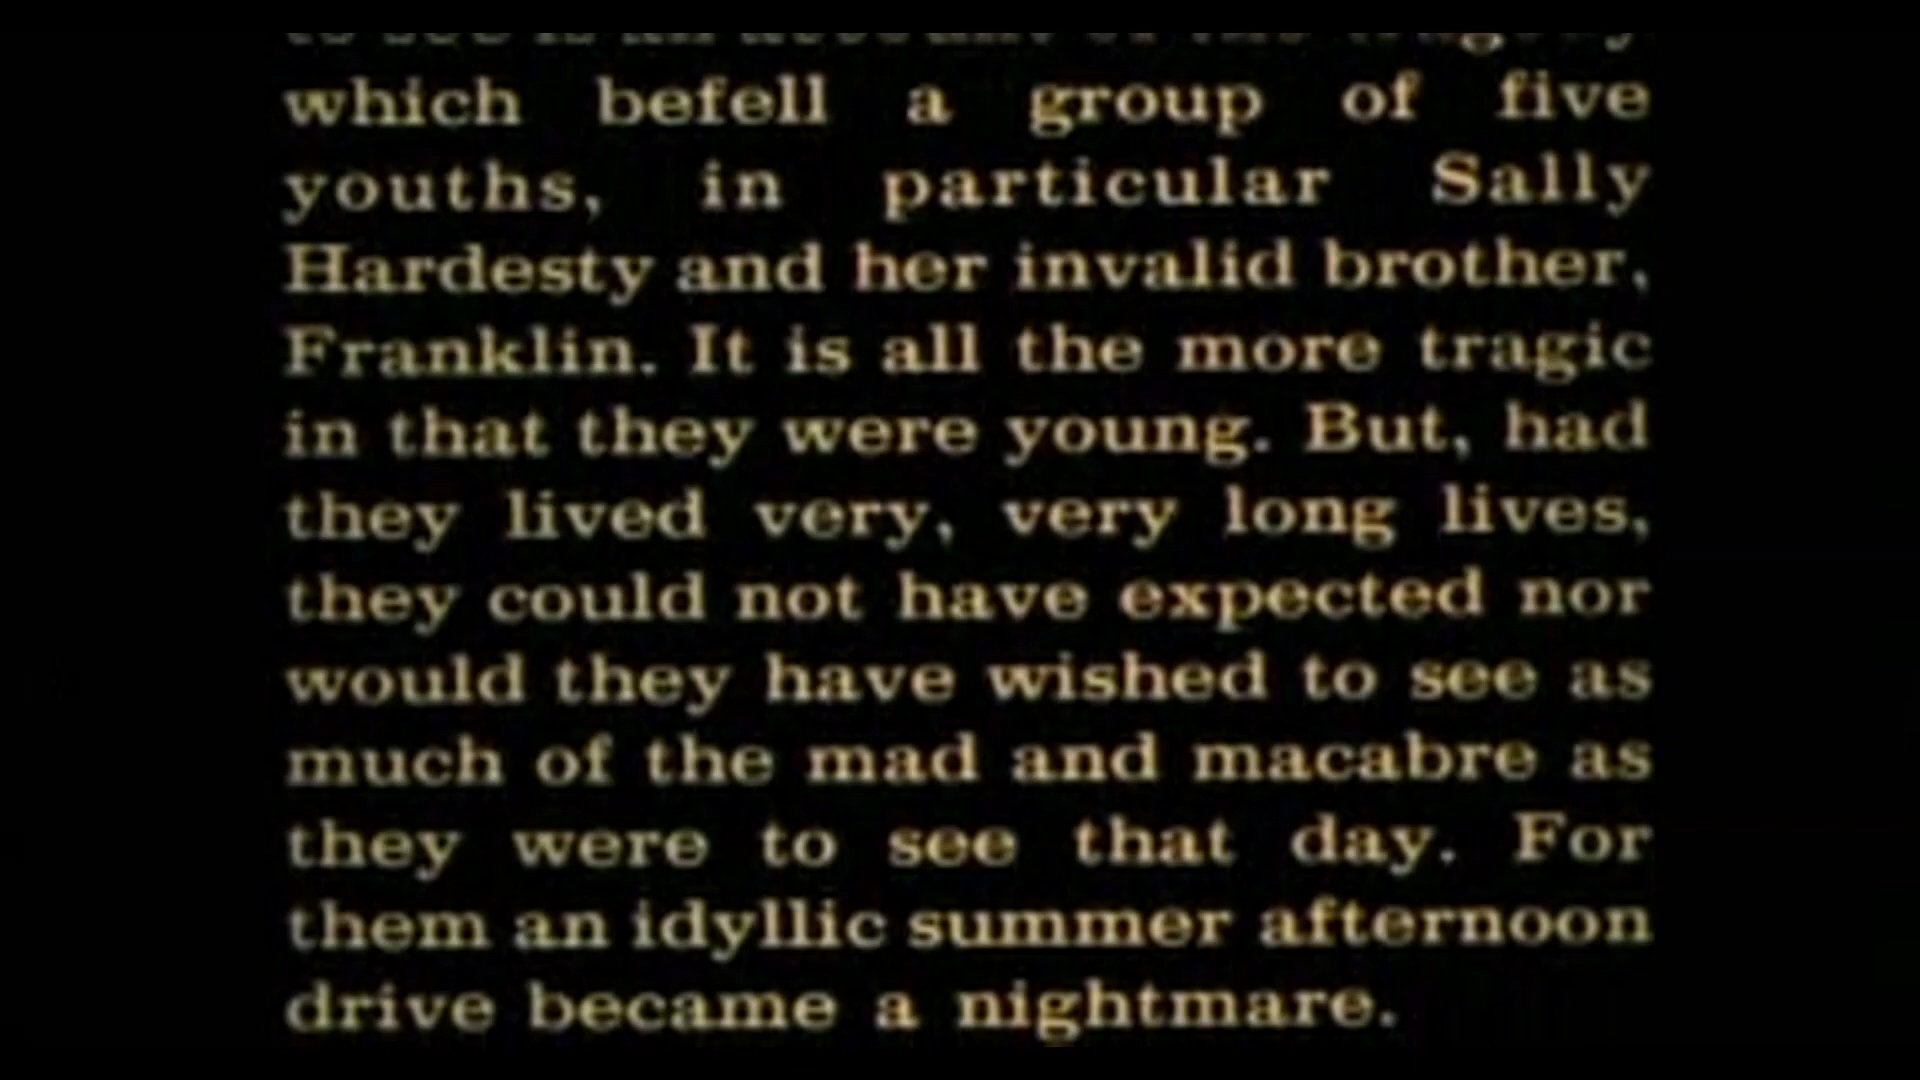 which befell a group of five
youths, in particular Sally
Hardesty and her invalid brother,
Franklin. It is all the more tragic
in that they were young. But, had
they lived very, very long lives,
they could not have expected nor
would they have wished to see as
much of the mad and macabre as
they were to see that day. For
them an idyllic summer afternoon
drive became a nightmare.